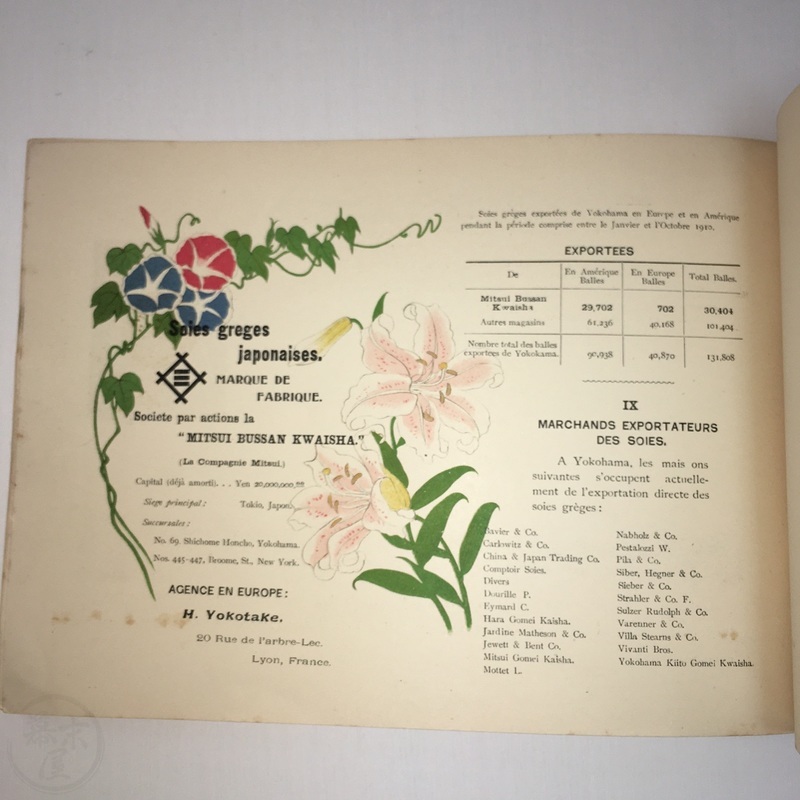 Soies greges
japonaises.
MARQUE DE
FABRIQUE.
Societe par actions la
"MITSUI BUSSAN KWAISHA."
(La Compagnie Mitsui.)
Capital (déjà amorti). . . Yen 20,000,000.00
Siège principal: Tokio, Japon.
Succursales:
No. 69. Shichome Honcho, Yokohama.
Nos. 445-447, Broome, St., New York.
AGENCE EN EUROPE:
H. Yokotake.
20 Rue de l'arbre-Lec.
Lyon, France.
Soies grèges exportées de Yokohama en Europe et en Amérique
pendant la période comprise entre le Janvier et l'Octobre 1910.
EXPORTEES
De En Amérique Balles En Europe Balles Total Balles.
Mitsui Bussan Kwaisha 29,702 702 30,404
Autres magasins 61,236 40,168 101,404
Nombre total des balles exportees de Yokohama. 90,938 40,870 131,808
IX
MARCHANDS EXPORTATEURS
DES SOIES.
A Yokohama, les mais ons
suivantes s'occupent actuelle-
ment de l'exportation directe des
soies grèges:
Bavier & Co.
Carlowitz & Co.
China & Japan Trading Co.
Comptoir Soies.
Divers
Dourille P.
Eymard C.
Hara Gomei Kaisha.
Jardine Matheson & Co.
Jewett & Bent Co.
Mitsui Gomei Kaisha.
Mottet L.
Nabholz & Co.
Pestalozzi W.
Pila & Co.
Siber, Hegner & Co.
Sieber & Co.
Strahler & Co. F.
Sulzer Rudolph & Co.
Varenner & Co.
Villa Stearns & Co.
Vivanti Bros.
Yokohama Kiito Gomei Kwaisha.